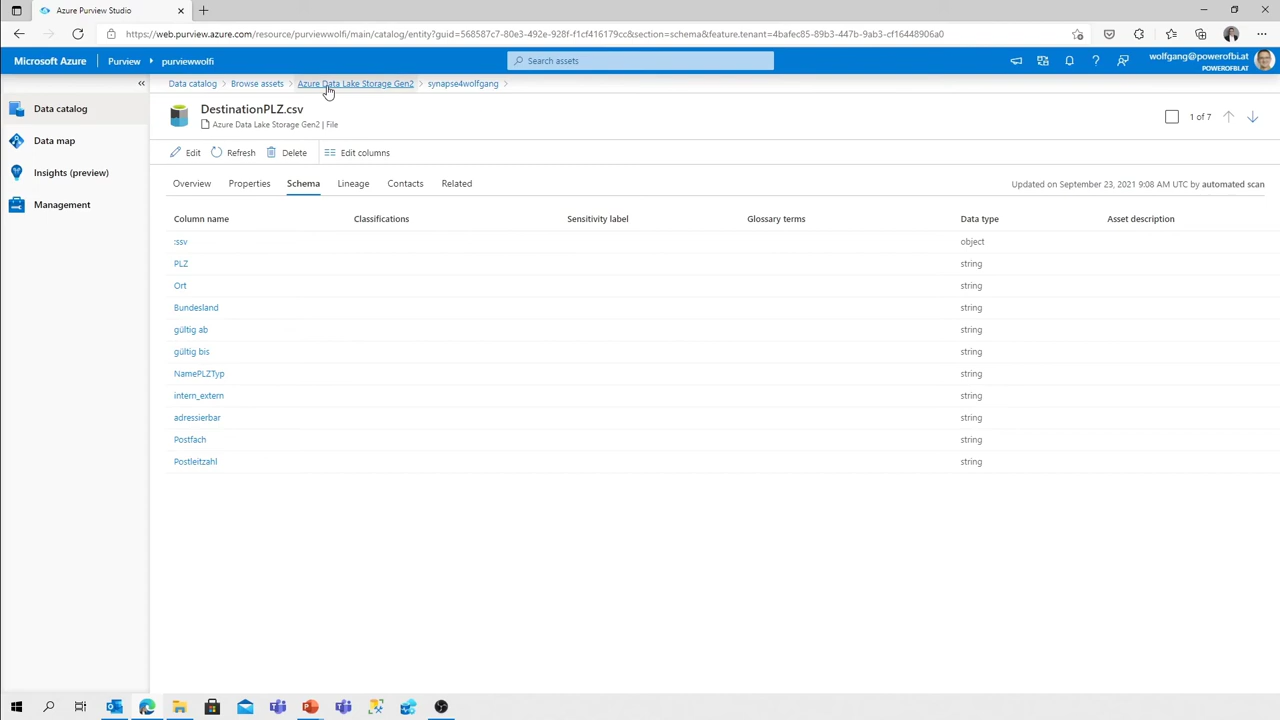 Azure Purview Studio
https://web.purview.azure.com/resource/purviewwolfi/main/catalog/entity?guid=568587c7-80e3-492e-928f-f1cf416179cc&section=schema&feature.tenant=4bafec85-89b3-447b-9ab3-cf16448906a0
Microsoft Azure Purview purviewwolfi Search assets wolfgang@powerofbi.at
POWEROFBI.AT
Data catalog Browse assets Azure Data Lake Storage Gen2 synapse4wolfgang
Data catalog
Data map
Insights (preview)
Management
DestinationPLZ.csv
Azure Data Lake Storage Gen2 | File
1 of 7
Edit Refresh Delete Edit columns
Overview Properties Schema Lineage Contacts Related Updated on September 23, 2021 9:08 AM UTC by automated scan
Column name Classifications Sensitivity label Glossary terms Data type Asset description
:ssv object
PLZ string
Ort string
Bundesland string
gültig ab string
gültig bis string
NamePLZTyp string
intern_extern string
adressierbar string
Postfach string
Postleitzahl string